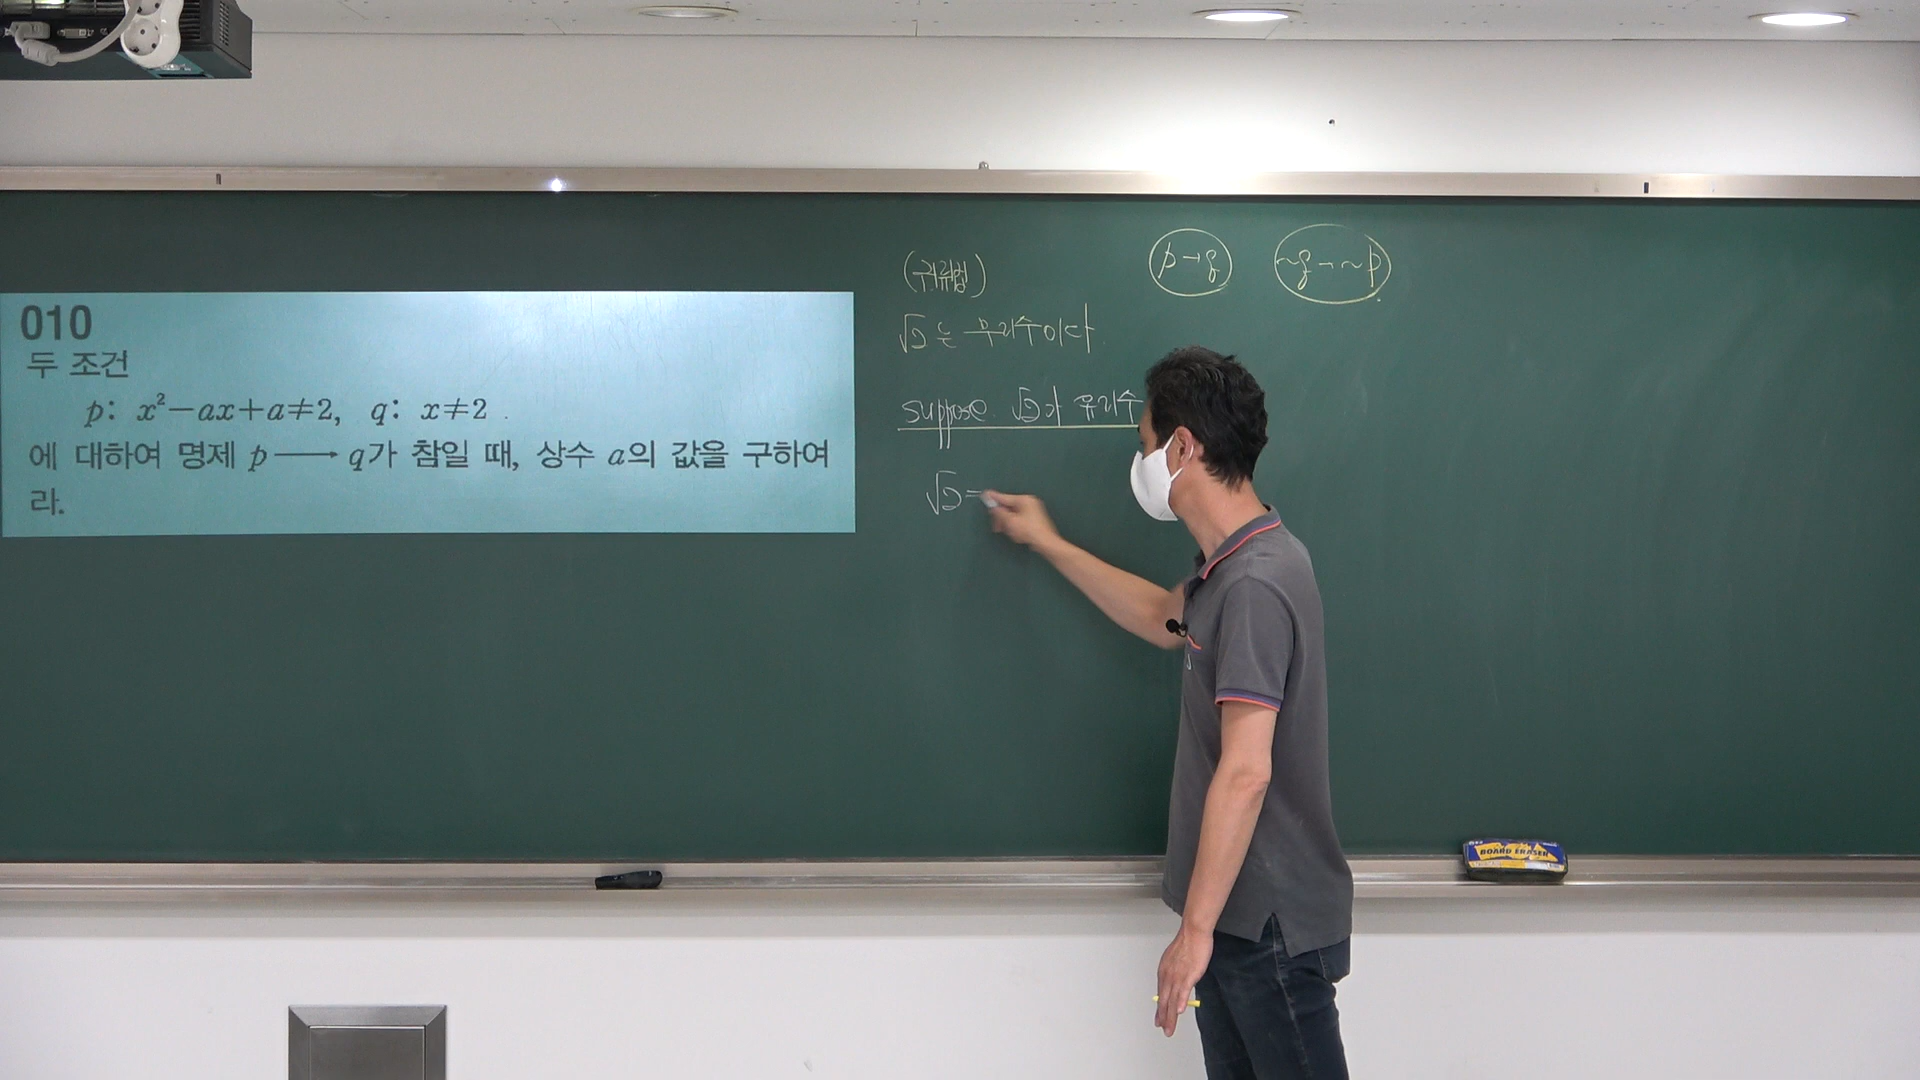 010
두 조건
p: x²-ax+a≠2, q: x≠2
에 대하여 명제 p → q가 참일 때, 상수 a의 값을 구하여
라.
(귀류법)
√2는 무리수이다
suppose. √2가 유리수
√2=
p→q
~q→~p
BOARD ERASER